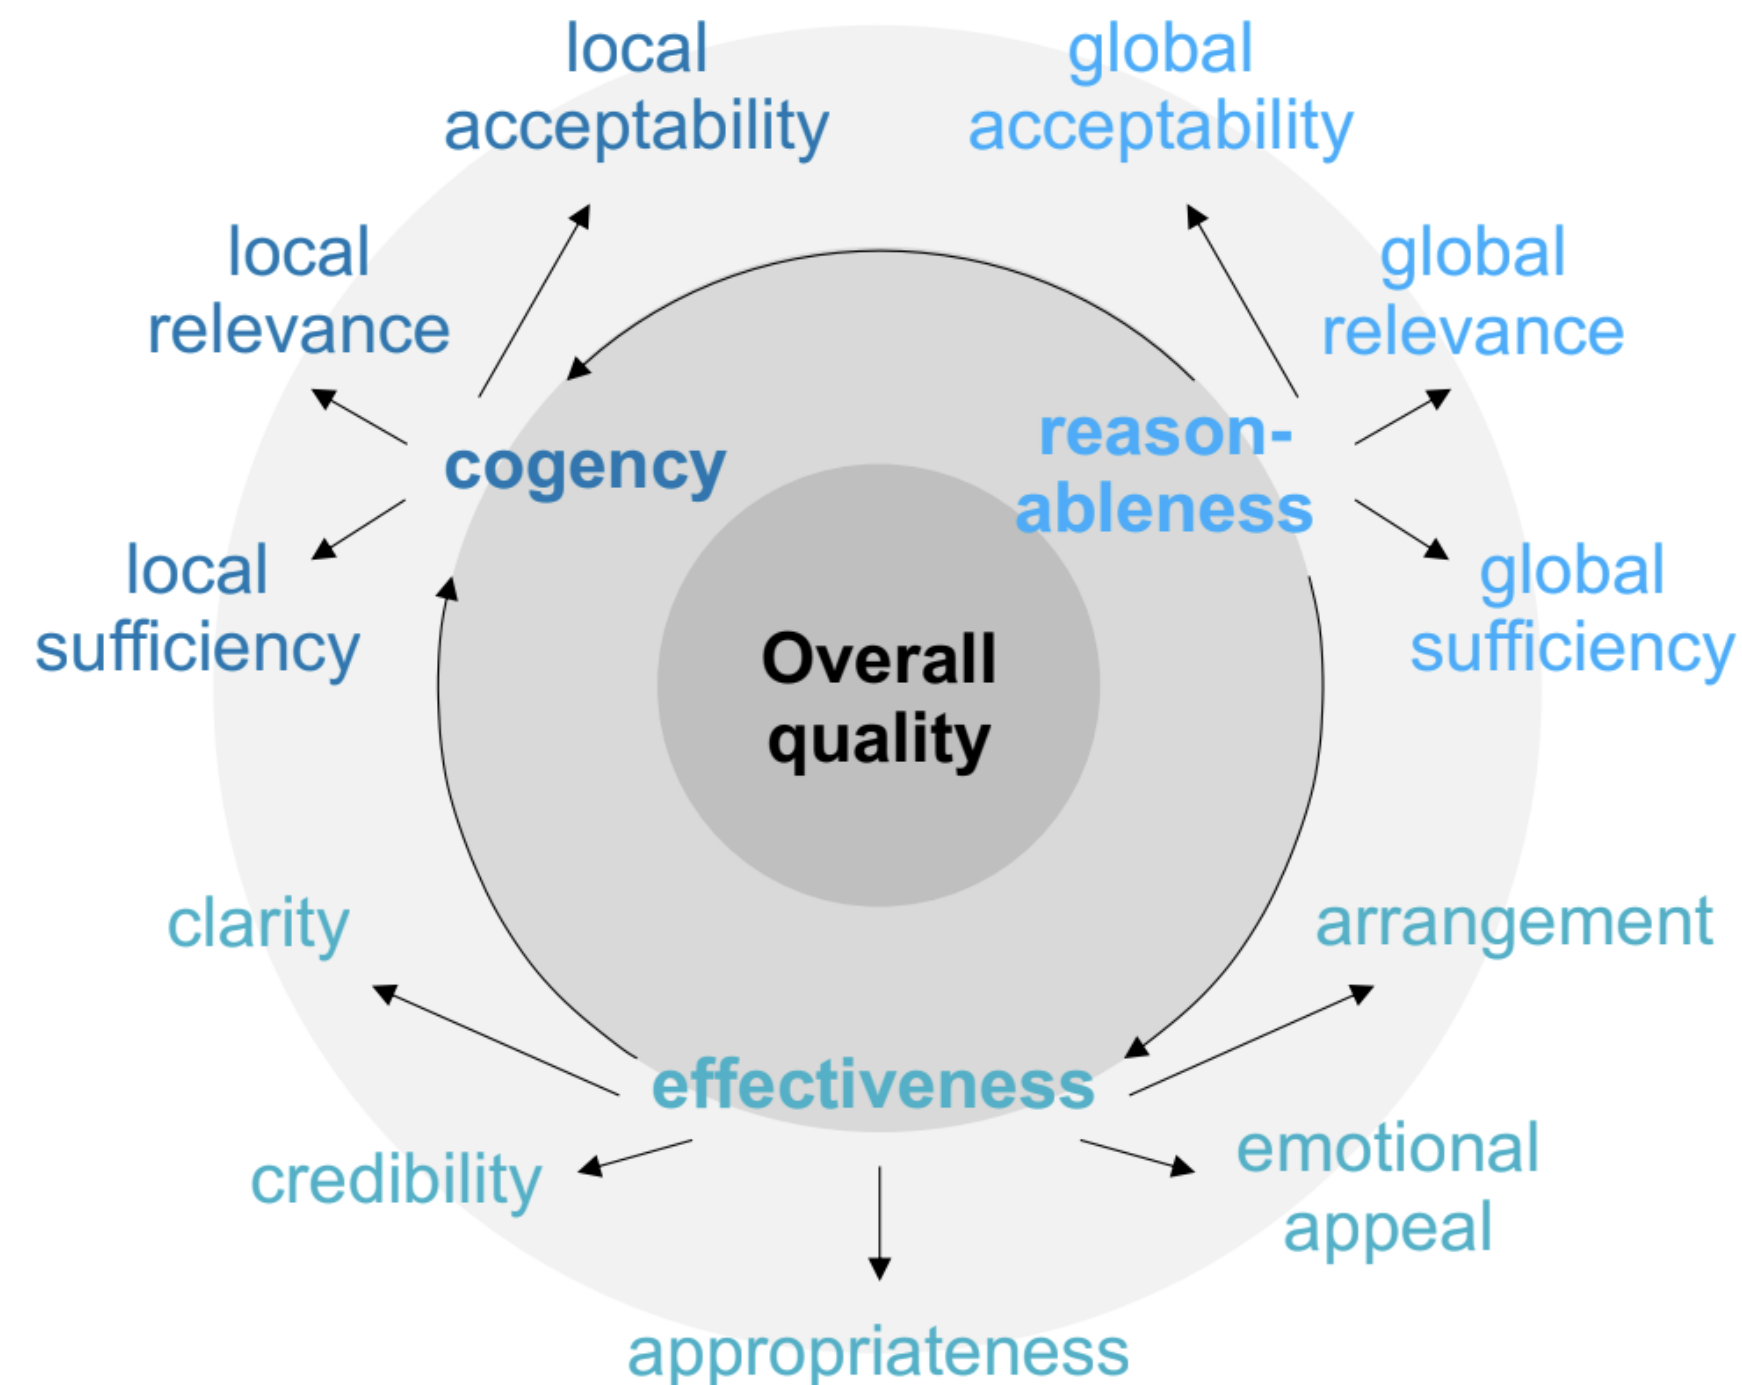 local
acceptability
global
acceptability
local
relevance
global
relevance
cogency
reason-
ableness
local
sufficiency
global
sufficiency
Overall
quality
clarity
arrangement
effectiveness
credibility
emotional
appeal
appropriateness